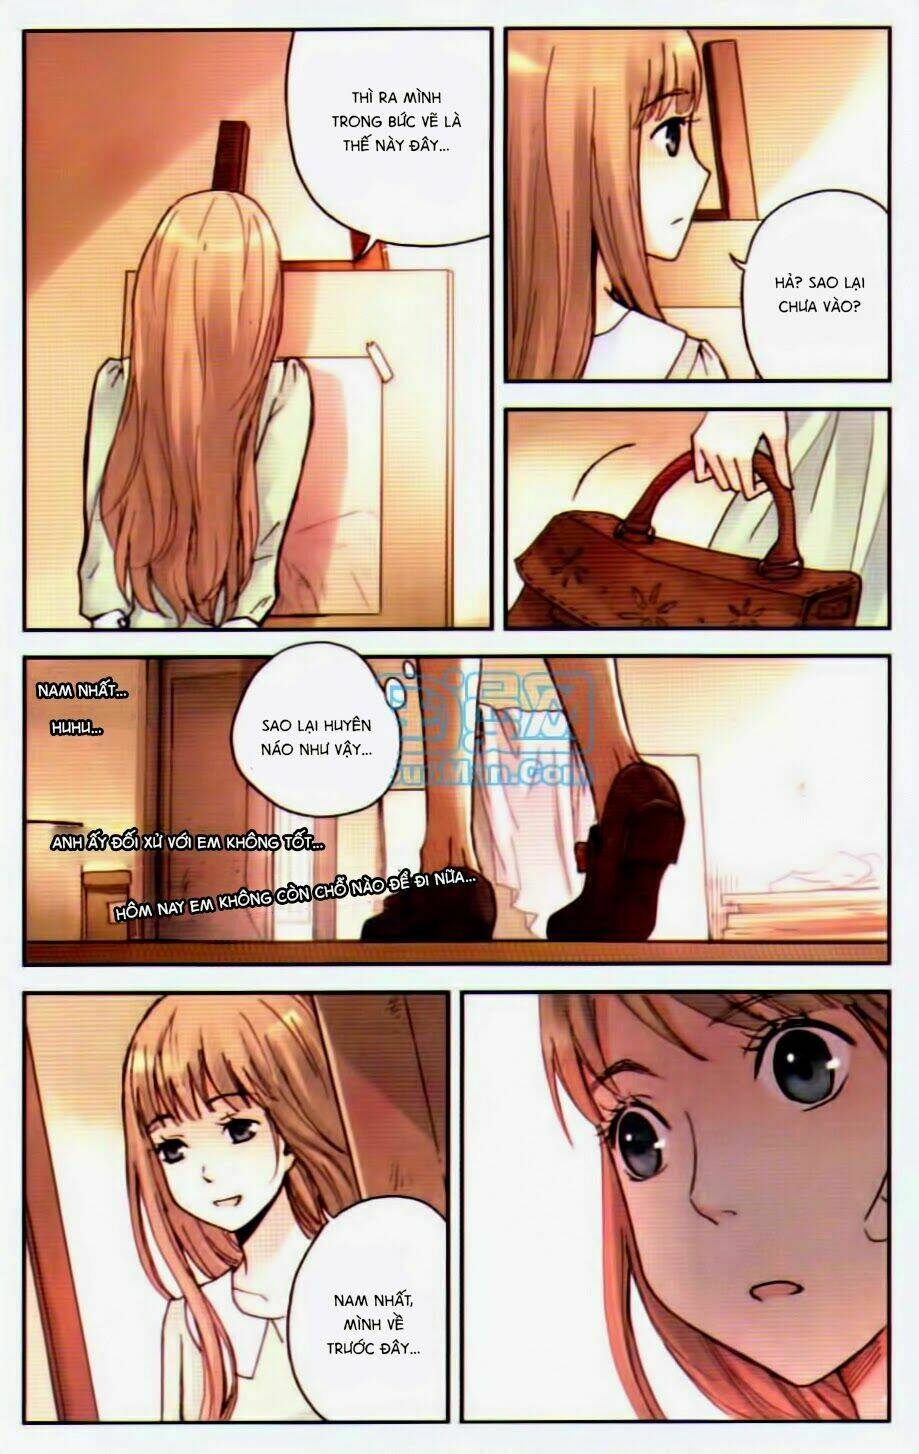 THÌ RA MÌNH
TRONG BỨC VẼ LÀ
THẾ NÀY ĐÂY...
HẢ? SAO LẠI
CHƯA VÀO?
NAM NHẤT...
HUHU...
SAO LẠI HUYÊN
NÁO NHƯ VẬY...
ANH ẤY ĐỐI XỬ VỚI EM KHÔNG TỐT...
HÔM NAY EM KHÔNG CÒN CHỖ NÀO ĐỂ ĐI NỮA...
NAM NHẤT,
MÌNH VỀ
TRƯỚC ĐÂY...